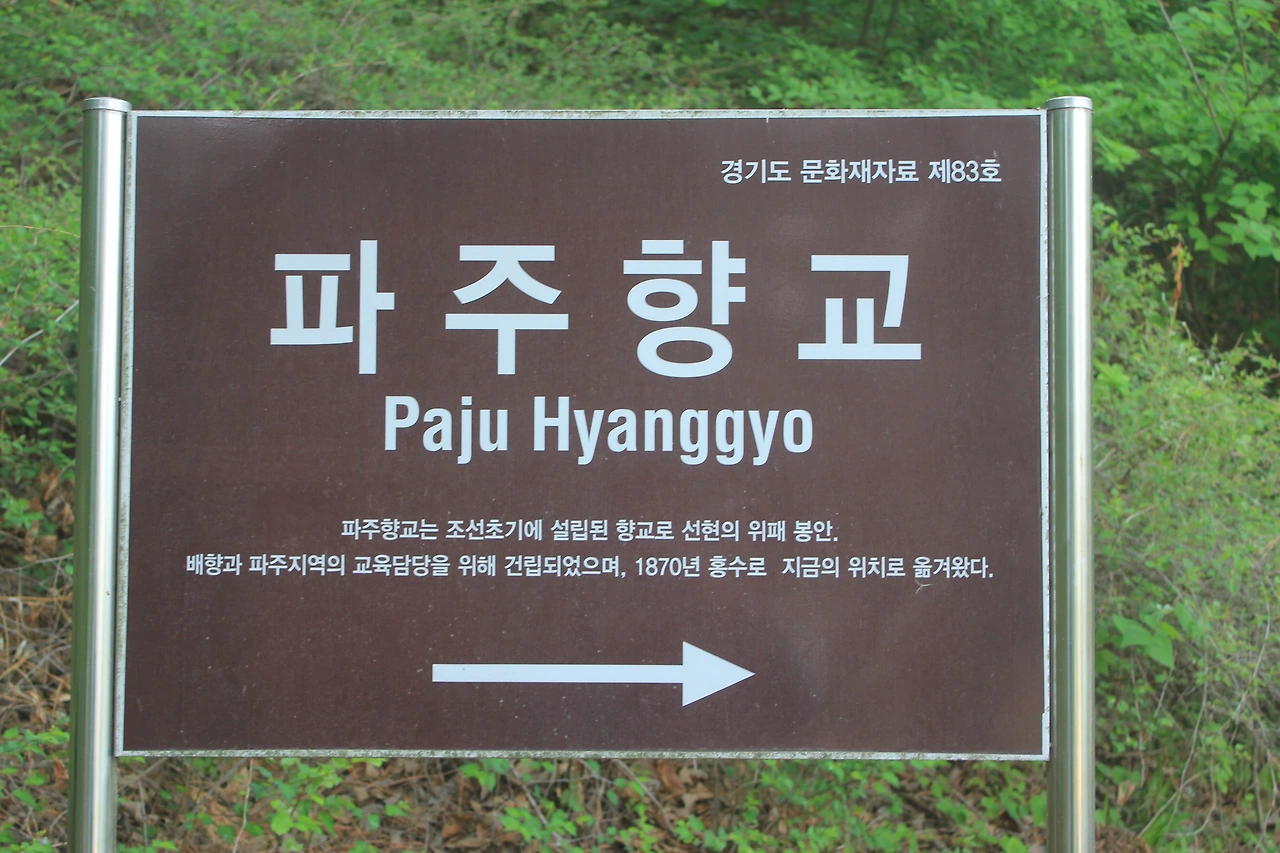 경기도 문화재자료 제83호
파주향교
Paju Hyanggyo
파주향교는 조선초기에 설립된 향교로 선현의 위패 봉안.
배향과 파주지역의 교육담당을 위해 건립되었으며, 1870년 홍수로 지금의 위치로 옮겨왔다.